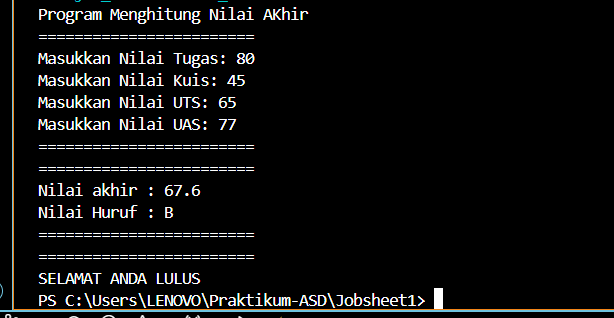 Program Menghitung Nilai AKhir
========================
Masukkan Nilai Tugas: 80
Masukkan Nilai Kuis: 45
Masukkan Nilai UTS: 65
Masukkan Nilai UAS: 77
========================
========================
Nilai akhir : 67.6
Nilai Huruf : B
========================
========================
SELAMAT ANDA LULUS
PS C:\Users\LENOVO\Praktikum-ASD\Jobsheet1>